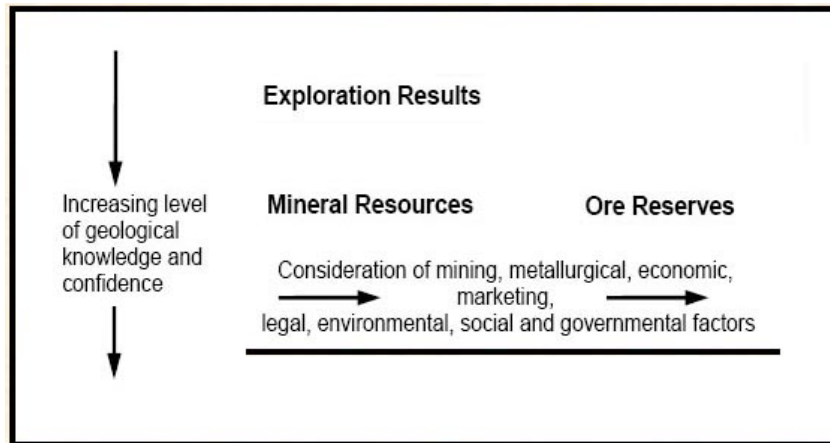 Exploration Results
Increasing level
of geological
knowledge and
confidence
Mineral Resources
Ore Reserves
Consideration of mining, metallurgical, economic,
marketing,
legal, environmental, social and governmental factors